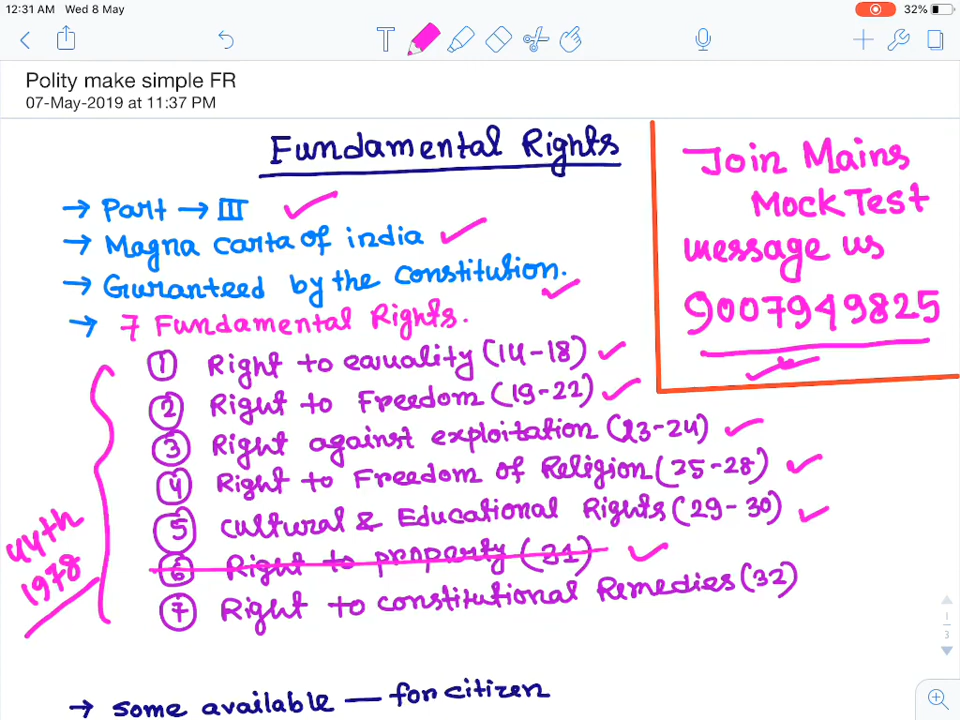 12:31 AM Wed 8 May
32%
T
Polity make simple FR
07-May-2019 at 11:37 PM
Fundamental Rights
→ Part → III
→ Magna Carta of india
→ Guranteed by the Constitution.
→ 7 Fundamental Rights.
① Right to equality (14-18)
② Right to Freedom (19-22)
③ Right against exploitation (23-24)
④ Right to Freedom of Religion (25-28)
⑤ Cultural & Educational Rights (29-30)
⑥ Right to property (31)
⑦ Right to constitutional Remedies (32)
44th
1978
→ some available — for citizen
Join Mains
Mock Test
message us
9007949825
1
3